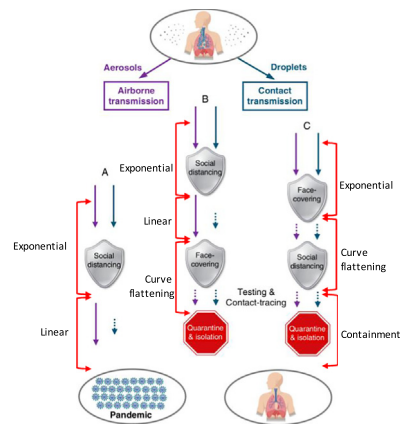 Aerosols
Droplets
Airborne
transmission
Contact
transmission
B
Exponential
Social
distancing
C
Face-
covering
Exponential
A
Linear
Exponential
Social
distancing
Face-
covering
Curve
flattening
Social
distancing
Curve
flattening
Testing &
Contact-tracing
Linear
Quarantine
& isolation
Quarantine
& isolation
Containment
Pandemic